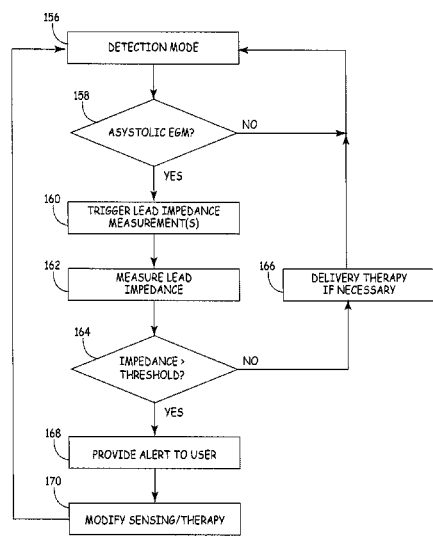 156
DETECTION MODE
158
ASYSTOLIC EGM?
NO
YES
160
TRIGGER LEAD IMPEDANCE
MEASUREMENT(S)
162
MEASURE LEAD
IMPEDANCE
166
DELIVERY THERAPY
IF NECESSARY
164
IMPEDANCE >
THRESHOLD?
NO
YES
168
PROVIDE ALERT TO USER
170
MODIFY SENSING/THERAPY